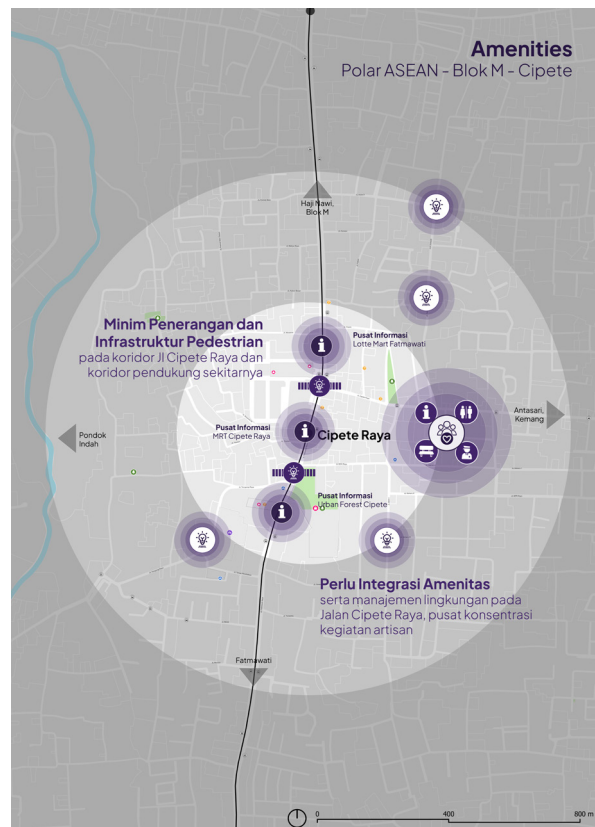 Amenities
Polar ASEAN - Blok M - Cipete
Haji Nawi,
Blok M
Minim Penerangan dan
Infrastruktur Pedestrian
pada koridor Jl Cipete Raya dan
koridor pendukung sekitarnya
Pusat Informasi
Lotte Mart Fatmawati
Pusat Informasi
MRT Cipete Raya
Cipete Raya
Antasari,
Kemang
Pondok
Indah
Pusat Informasi
Urban Forest Cipete
Perlu Integrasi Amenitas
serta manajemen lingkungan pada
Jalan Cipete Raya, pusat konsentrasi
kegiatan artisan
Fatmawati
0 400 800 m